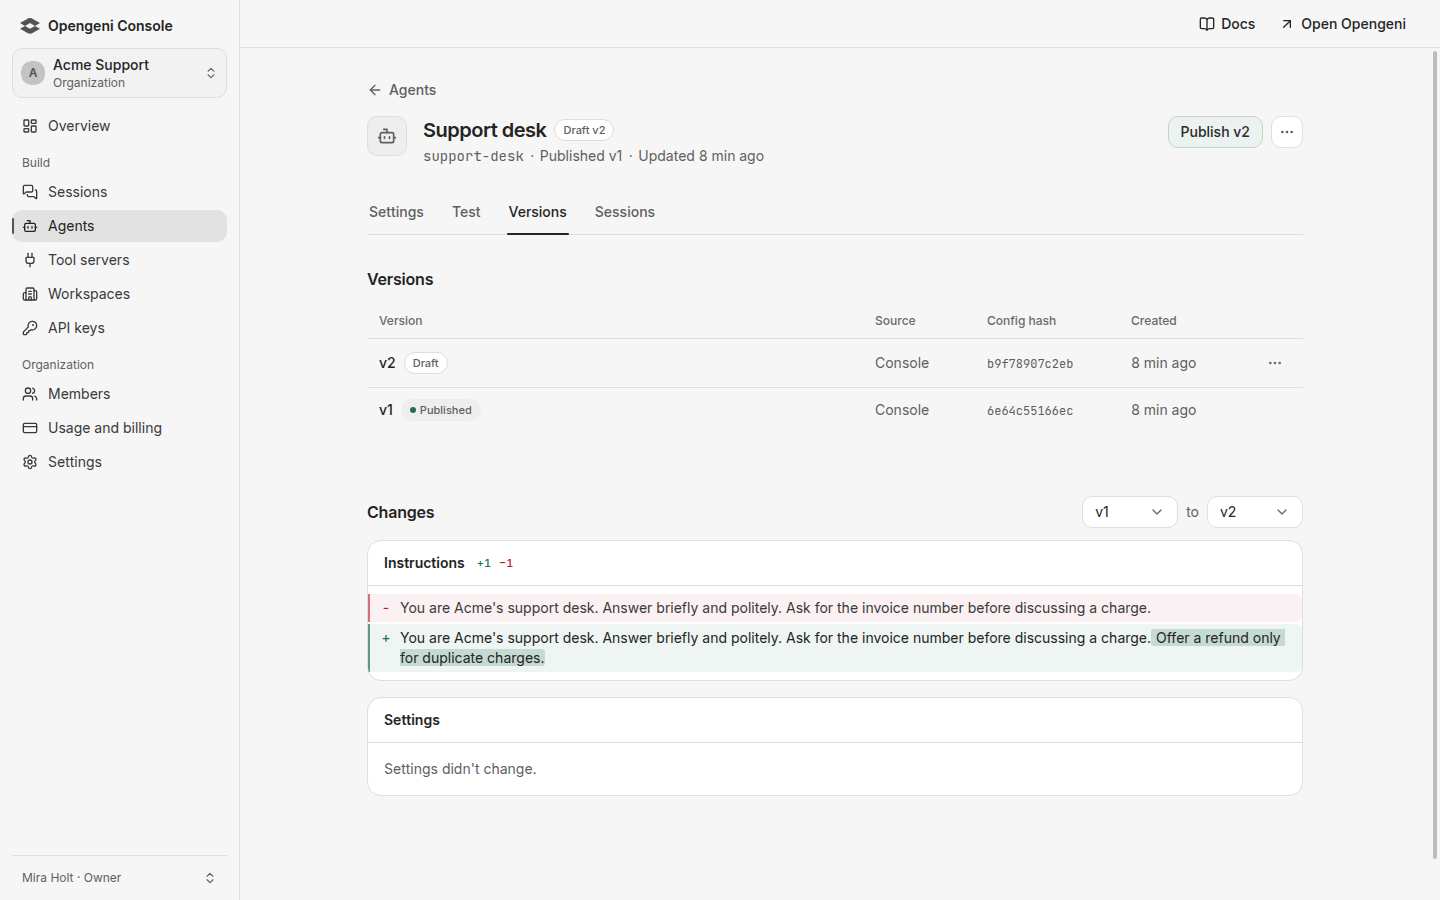 Opengeni Console
A
Acme Support
Organization
Overview
Build
Sessions
Agents
Tool servers
Workspaces
API keys
Organization
Members
Usage and billing
Settings
Mira Holt · Owner
Docs
Open Opengeni
Agents
Support desk
Draft v2
support-desk · Published v1 · Updated 8 min ago
Publish v2
Settings
Test
Versions
Sessions
Versions
Version Source Config hash Created
v2 Draft Console b9f78907c2eb 8 min ago
v1 Published Console 6e64c55166ec 8 min ago
Changes
v1 to v2
Instructions +1 −1
- You are Acme's support desk. Answer briefly and politely. Ask for the invoice number before discussing a charge.
+ You are Acme's support desk. Answer briefly and politely. Ask for the invoice number before discussing a charge. Offer a refund only
for duplicate charges.
Settings
Settings didn't change.